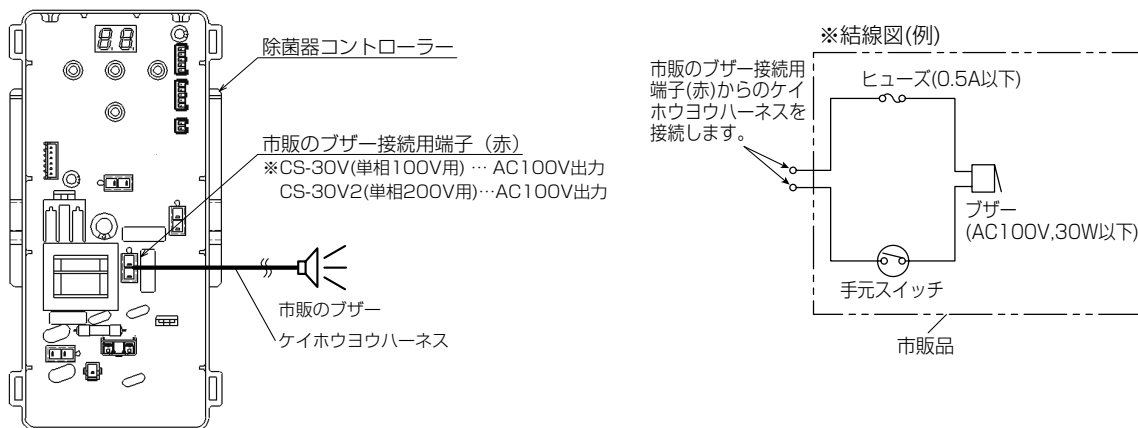 除菌器コントローラー
市販のブザー接続用端子（赤）
※CS-30V(単相100V用) … AC100V出力
CS-30V2(単相200V用)…AC100V出力
市販のブザー
ケイホウヨウハーネス
※結線図(例)
市販のブザー接続用
端子(赤)からのケイ
ホウヨウハーネスを
接続します。
ヒューズ(0.5A以下)
ブザー
(AC100V,30W以下)
手元スイッチ
市販品